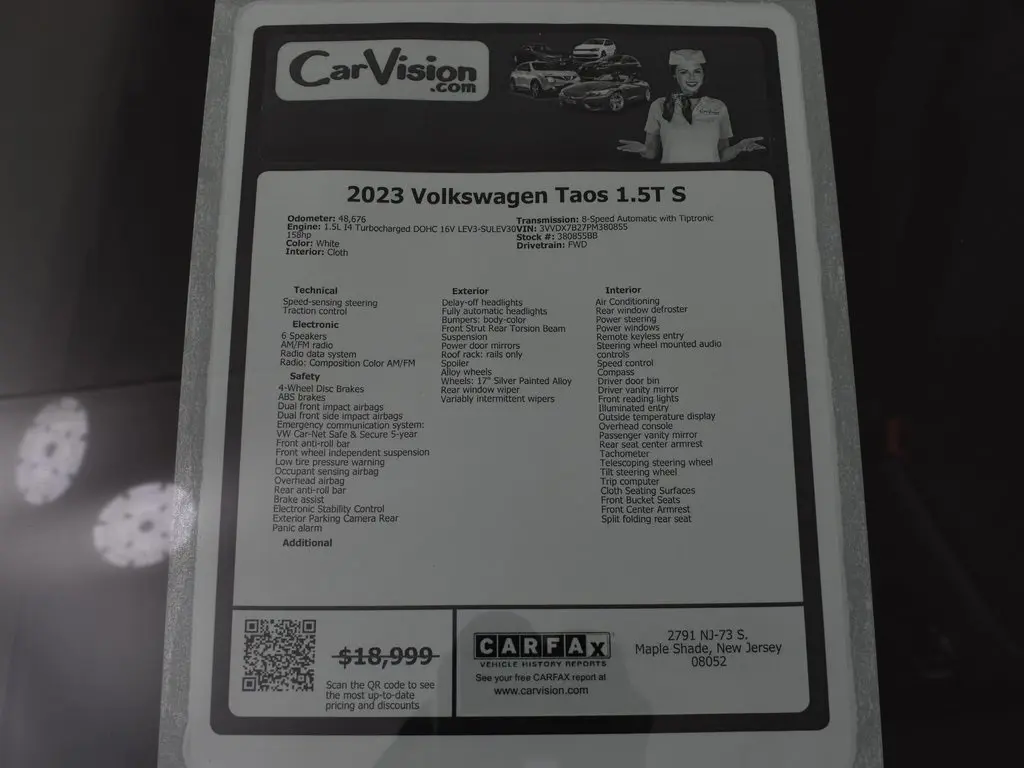 CarVision
.com
CarVision
2023 Volkswagen Taos 1.5T S
Odometer: 48,676
Engine: 1.5L I4 Turbocharged DOHC 16V LEV3-SULEV30
158hp
Color: White
Interior: Cloth
Transmission: 8-Speed Automatic with Tiptronic
VIN: 3VVDX7B27PM380855
Stock #: 380855BB
Drivetrain: FWD
Technical
Speed-sensing steering
Traction control
Electronic
6 Speakers
AM/FM radio
Radio data system
Radio: Composition Color AM/FM
Safety
4-Wheel Disc Brakes
ABS brakes
Dual front impact airbags
Dual front side impact airbags
Emergency communication system:
VW Car-Net Safe & Secure 5-year
Front anti-roll bar
Front wheel independent suspension
Low tire pressure warning
Occupant sensing airbag
Overhead airbag
Rear anti-roll bar
Brake assist
Electronic Stability Control
Exterior Parking Camera Rear
Panic alarm
Additional
Exterior
Delay-off headlights
Fully automatic headlights
Bumpers: body-color
Front Strut Rear Torsion Beam
Suspension
Power door mirrors
Roof rack: rails only
Spoiler
Alloy wheels
Wheels: 17" Silver Painted Alloy
Rear window wiper
Variably intermittent wipers
Interior
Air Conditioning
Rear window defroster
Power steering
Power windows
Remote keyless entry
Steering wheel mounted audio
controls
Speed control
Compass
Driver door bin
Driver vanity mirror
Front reading lights
Illuminated entry
Outside temperature display
Overhead console
Passenger vanity mirror
Rear seat center armrest
Tachometer
Telescoping steering wheel
Tilt steering wheel
Trip computer
Cloth Seating Surfaces
Front Bucket Seats
Front Center Armrest
Split folding rear seat
$18,999
Scan the QR code to see
the most up-to-date
pricing and discounts
CARFAX
VEHICLE HISTORY REPORTS
See your free CARFAX report at
www.carvision.com
2791 NJ-73 S.
Maple Shade, New Jersey
08052